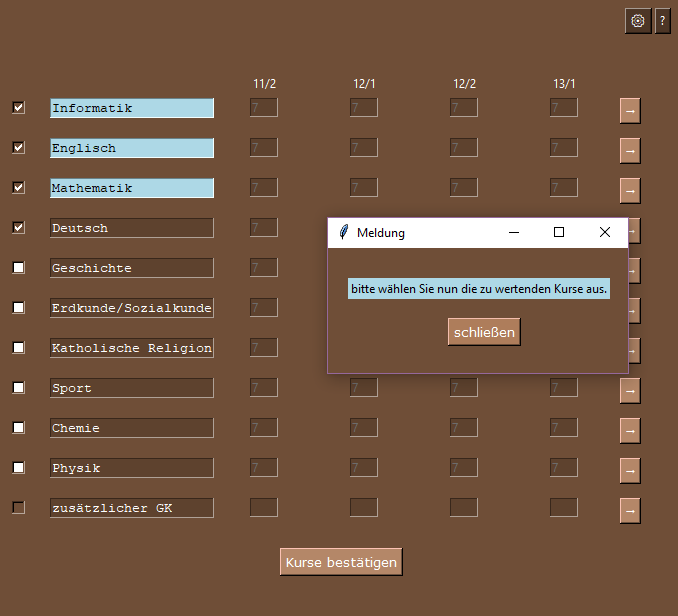 ?
11/2 12/1 12/2 13/1
Informatik 7 7 7 7 →
Englisch 7 7 7 7 →
Mathematik 7 7 7 7 →
Deutsch 7
Meldung
Geschichte 7
bitte wählen Sie nun die zu wertenden Kurse aus.
Erdkunde/Sozialkunde 7
schließen
Katholische Religion 7
Sport 7 7 7 7 →
Chemie 7 7 7 7 →
Physik 7 7 7 7 →
zusätzlicher GK →
Kurse bestätigen